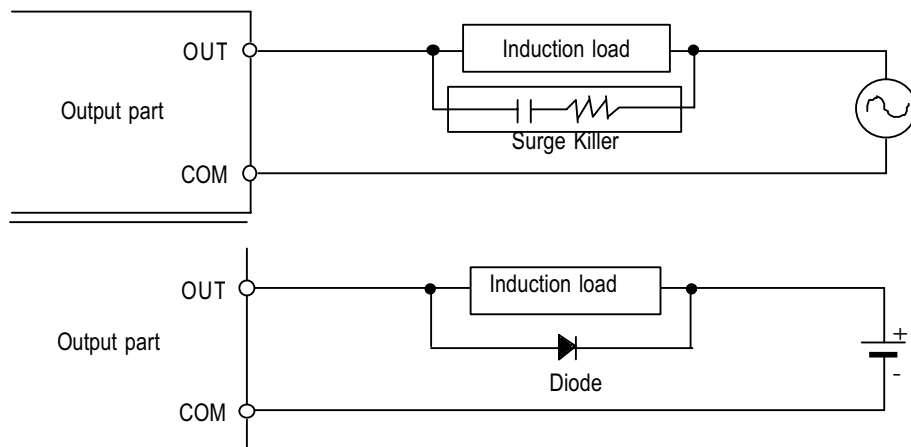 OUT
Induction load
Output part
Surge Killer
COM
OUT
Induction load
+
Output part
-
Diode
COM